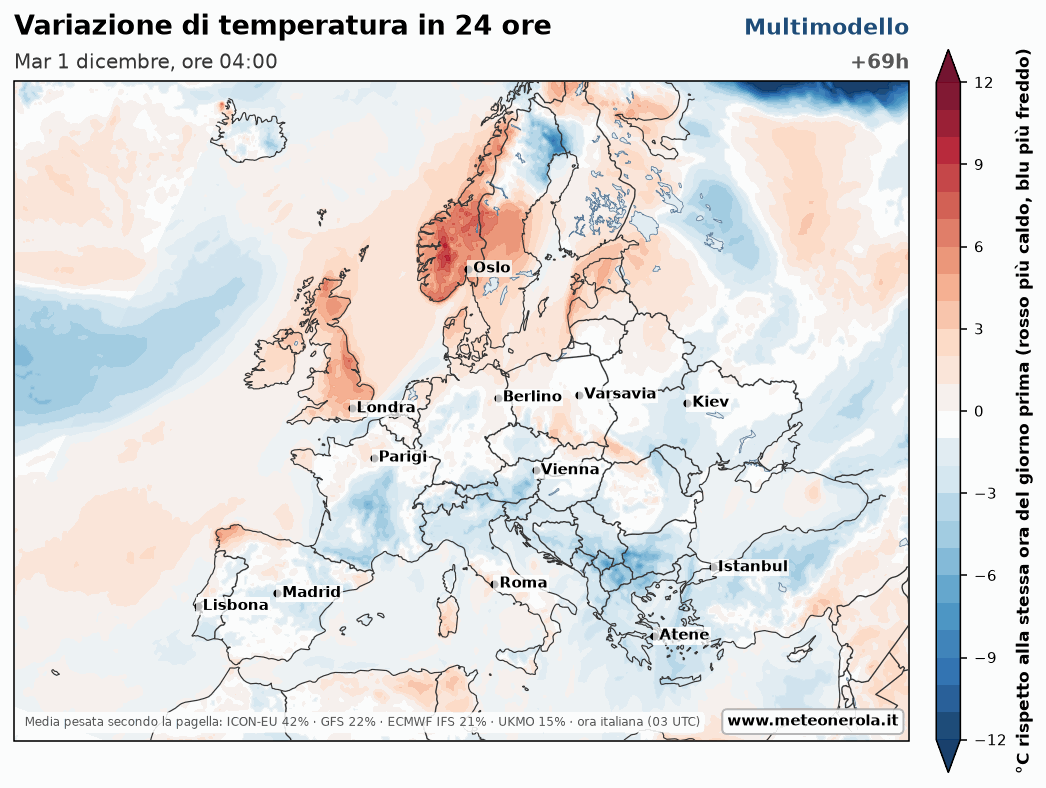 Variazione di temperatura in 24 ore
Multimodello
Mar 1 dicembre, ore 04:00
+69h
12
9
6
3
0
−3
−6
−9
−12
°C rispetto alla stessa ora del giorno prima (rosso più caldo, blu più freddo)
Oslo
Berlino
Varsavia
Kiev
Londra
Parigi
Vienna
Istanbul
Roma
Madrid
Lisbona
Atene
Media pesata secondo la pagella: ICON-EU 42% · GFS 22% · ECMWF IFS 21% · UKMO 15% · ora italiana (03 UTC)
www.meteonerola.it